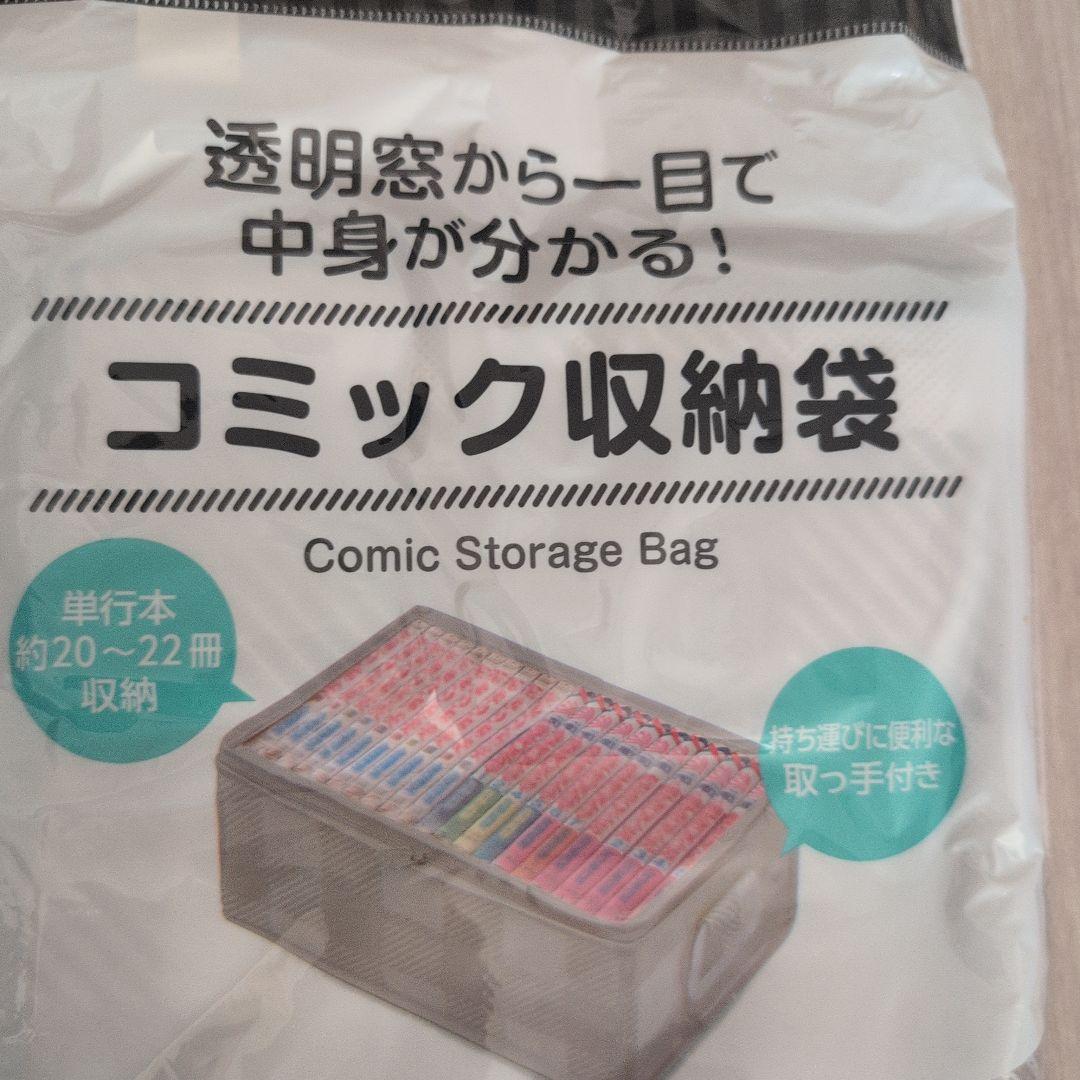 透明窓から一目で
中身が分かる!
コミック収納袋
Comic Storage Bag
単行本
約20～22冊
収納
持ち運びに便利な
取っ手付き